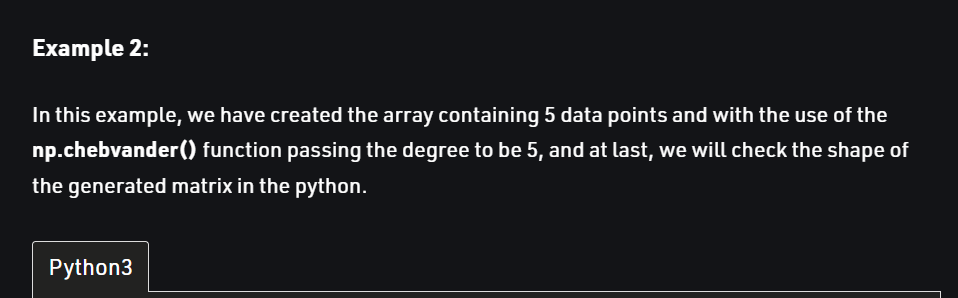 Example 2:
In this example, we have created the array containing 5 data points and with the use of the
np.chebvander() function passing the degree to be 5, and at last, we will check the shape of
the generated matrix in the python.
Python3